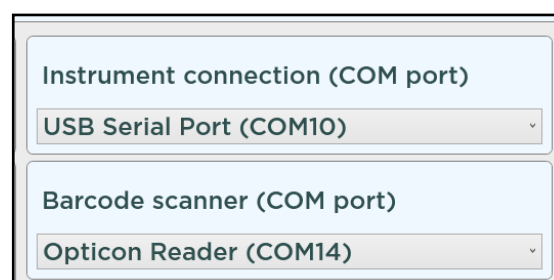 Instrument connection (COM port)
USB Serial Port (COM10)
Barcode scanner (COM port)
Opticon Reader (COM14)